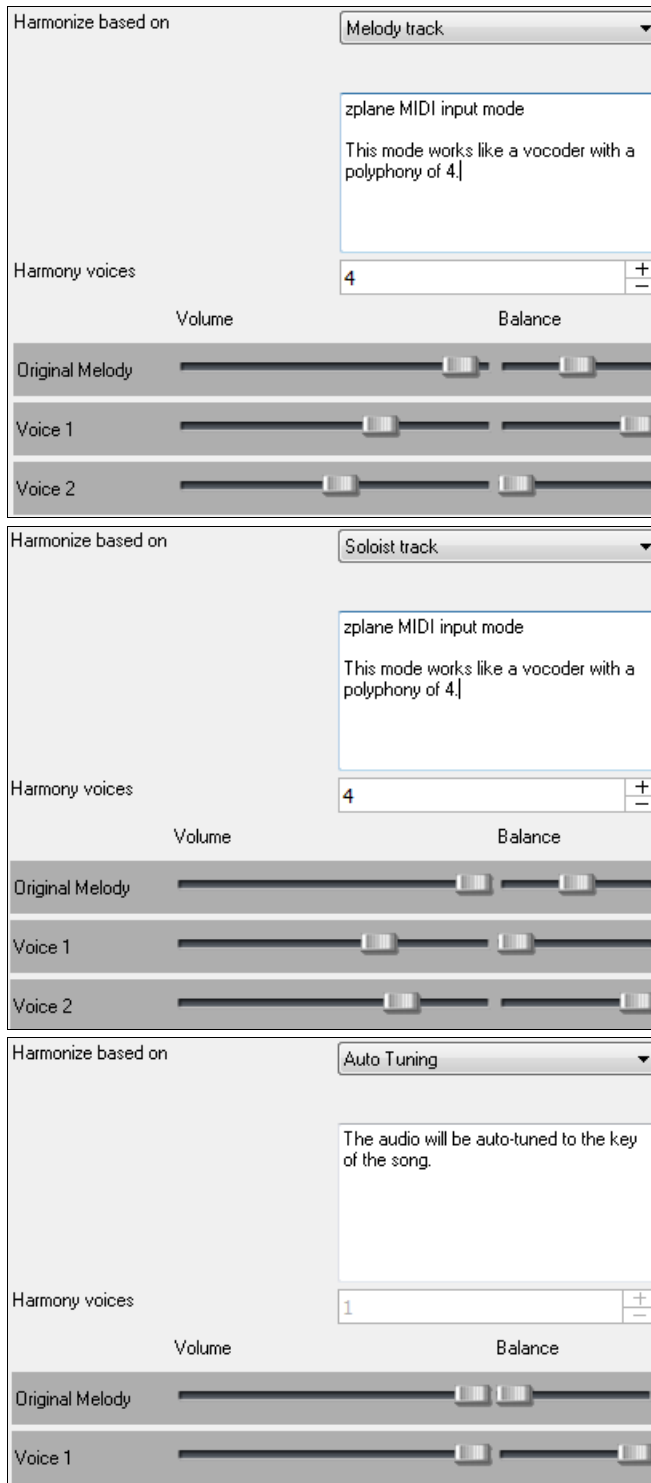 Harmonize based on
Melody track
zplane MIDI input mode
This mode works like a vocoder with a
polyphony of 4.
Harmony voices
4
Volume Balance
Original Melody
Voice 1
Voice 2
Harmonize based on
Soloist track
zplane MIDI input mode
This mode works like a vocoder with a
polyphony of 4.
Harmony voices
4
Volume Balance
Original Melody
Voice 1
Voice 2
Harmonize based on
Auto Tuning
The audio will be auto-tuned to the key
of the song.
Harmony voices
1
Volume Balance
Original Melody
Voice 1